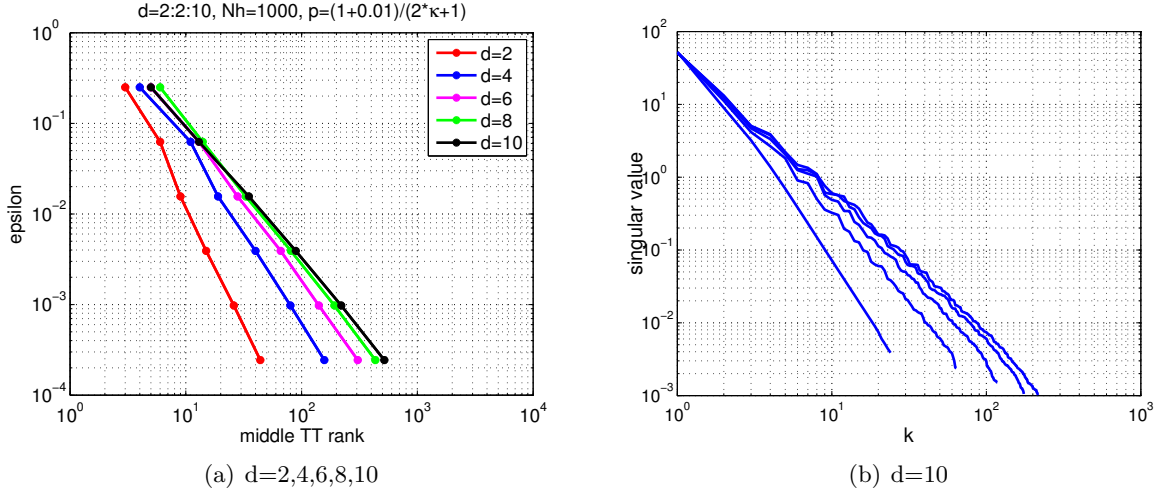 d=2:2:10, Nh=1000, p=(1+0.01)/(2*κ+1)
10^0
10^-1
10^-2
10^-3
10^-4
epsilon
10^0 10^1 10^2 10^3 10^4
middle TT rank
d=2
d=4
d=6
d=8
d=10
(a) d=2,4,6,8,10
10^2
10^1
10^0
10^-1
10^-2
10^-3
singular value
10^0 10^1 10^2 10^3
k
(b) d=10